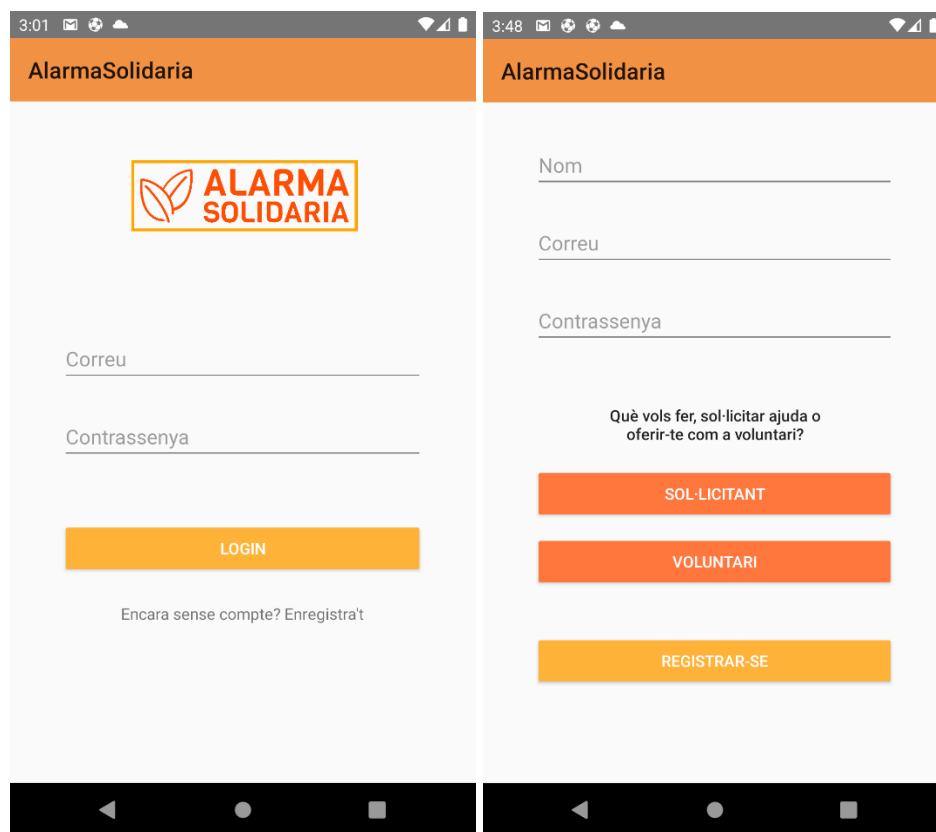 3:01
AlarmaSolidaria
ALARMA
SOLIDARIA
Correu
Contrassenya
LOGIN
Encara sense compte? Enregistra't
3:48
AlarmaSolidaria
Nom
Correu
Contrassenya
Què vols fer, sol·licitar ajuda o
oferir-te com a voluntari?
SOL·LICITANT
VOLUNTARI
REGISTRAR-SE